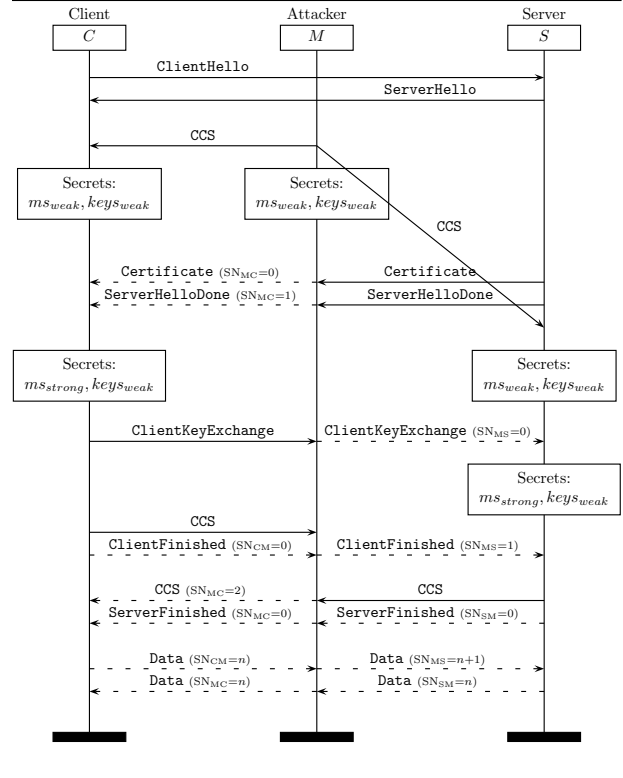 Client Attacker Server
C M S
ClientHello
ServerHello
CCS
Secrets: Secrets:
ms_weak, keys_weak ms_weak, keys_weak
CCS
Certificate (SN_MC=0) Certificate
ServerHelloDone (SN_MC=1) ServerHelloDone
Secrets: Secrets:
ms_strong, keys_weak ms_weak, keys_weak
ClientKeyExchange ClientKeyExchange (SN_MS=0)
Secrets:
ms_strong, keys_weak
CCS
ClientFinished (SN_CM=0) ClientFinished (SN_MS=1)
CCS (SN_MC=2) CCS
ServerFinished (SN_MC=0) ServerFinished (SN_SM=0)
Data (SN_CM=n) Data (SN_MS=n+1)
Data (SN_MC=n) Data (SN_SM=n)